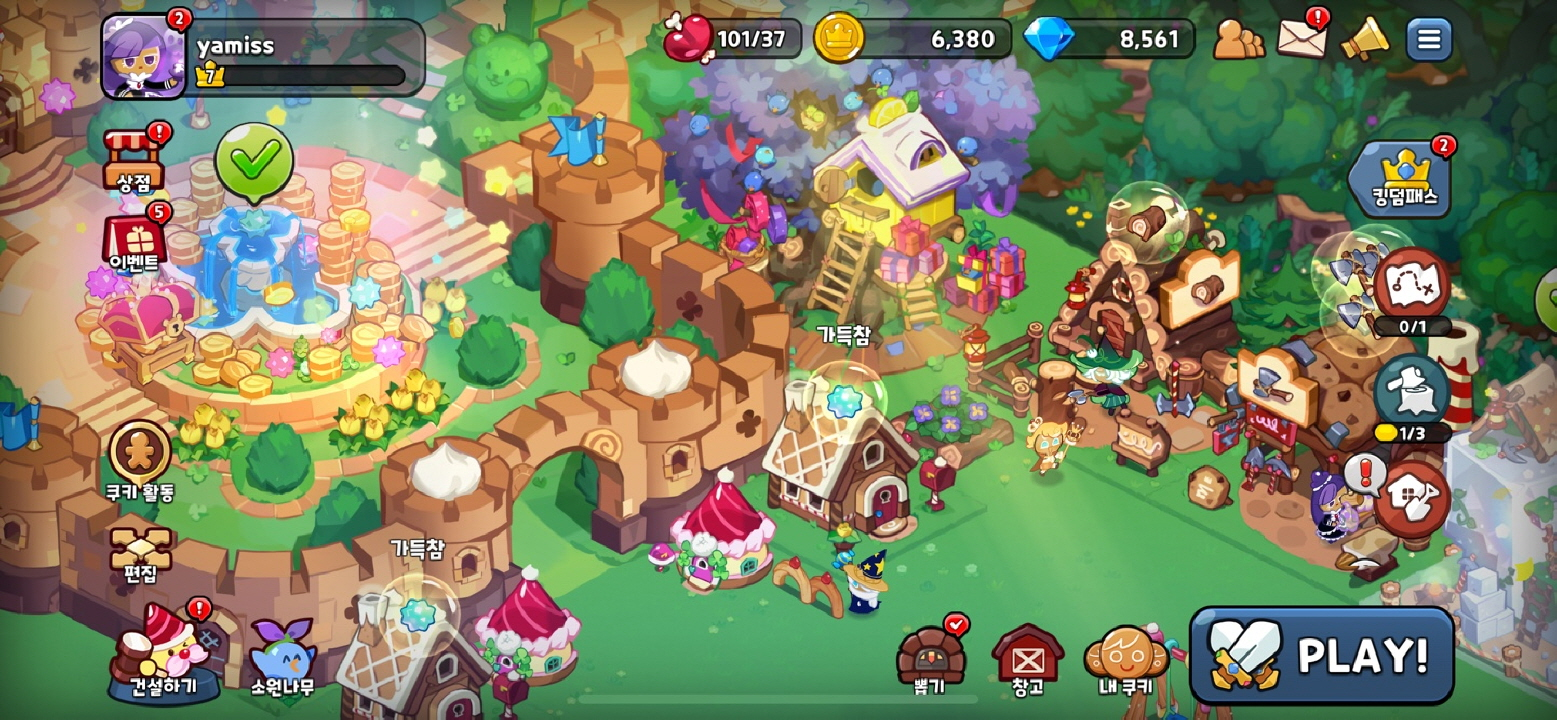 2
yamiss
7
101/37
6,380
8,561
상점
5
이벤트
2
킹덤패스
0/1
가득참
1/3
쿠키 활동
편집
가득참
건설하기
소원나무
뽑기
창고
내 쿠키
PLAY!